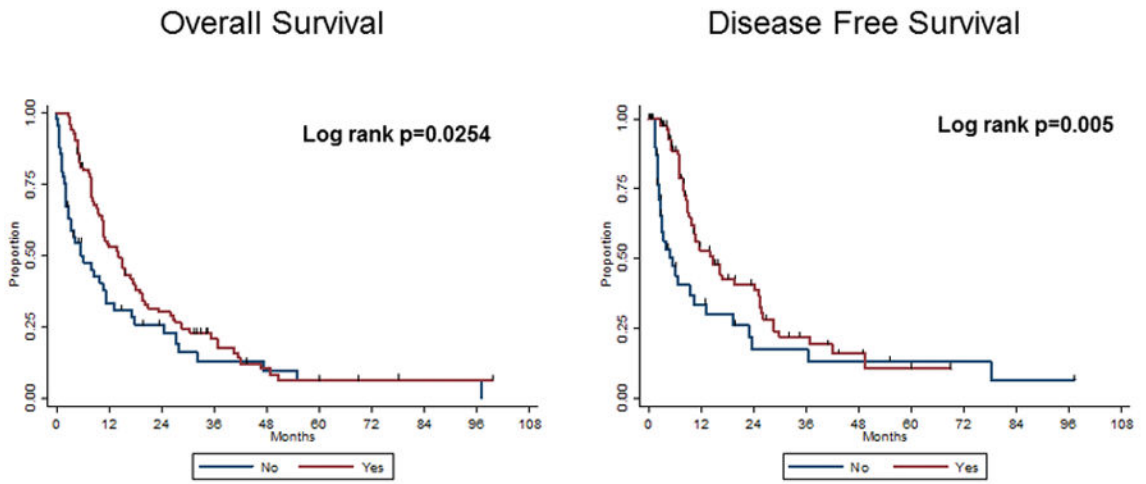 Overall Survival
Log rank p=0.0254
Proportion
1.00
0.75
0.50
0.25
0.00
0 12 24 36 48 60 72 84 96 108
Months
No Yes
Disease Free Survival
Log rank p=0.005
Proportion
1.00
0.75
0.50
0.25
0.00
0 12 24 36 48 60 72 84 96 108
Months
No Yes